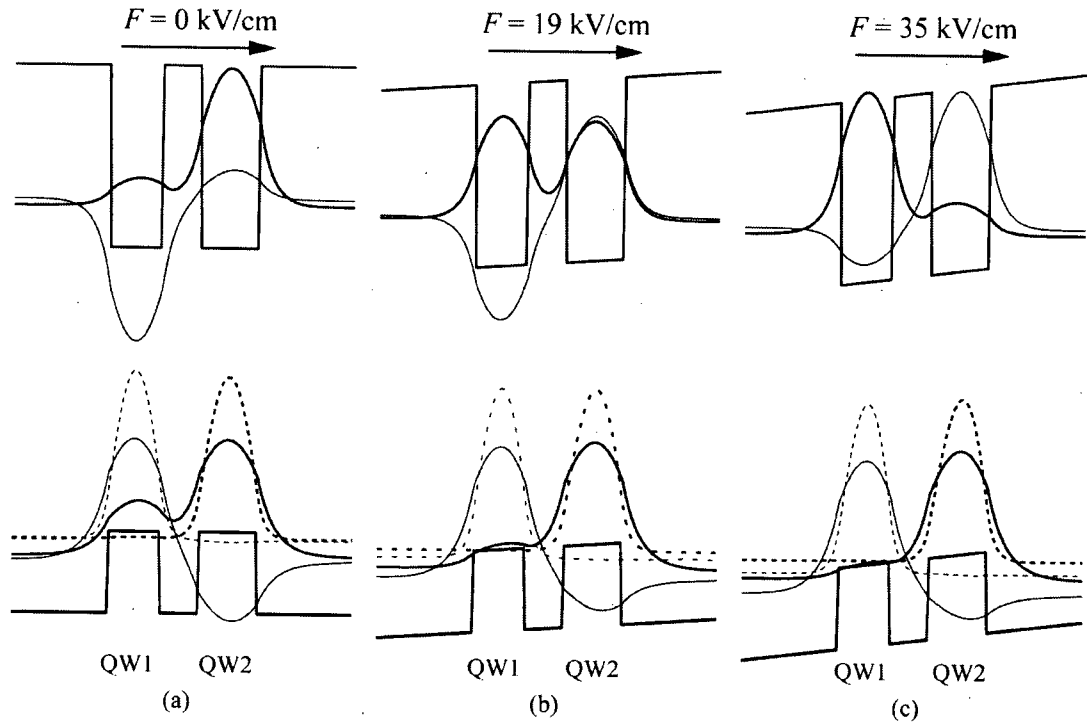 F = 0 kV/cm
F = 19 kV/cm
F = 35 kV/cm
QW1 QW2
QW1 QW2
QW1 QW2
(a)
(b)
(c)